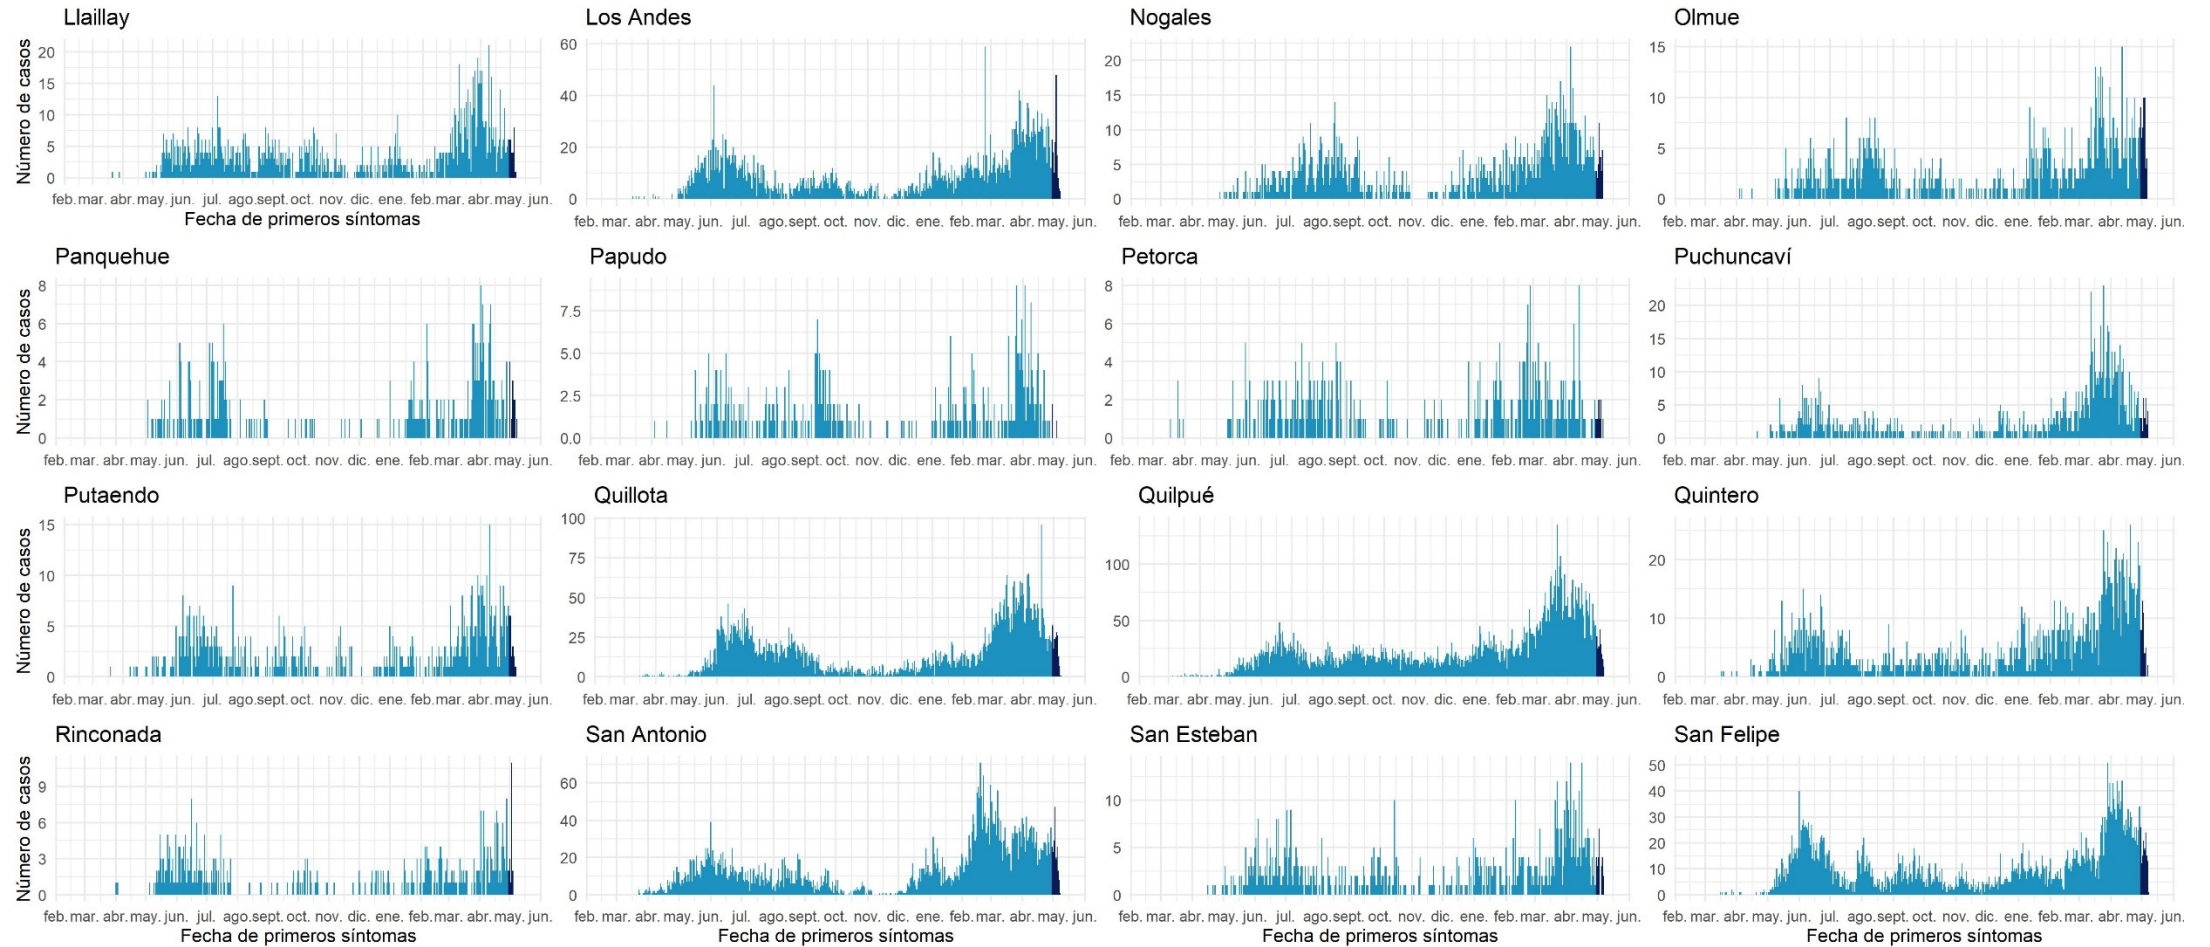 Llaillay
Los Andes
Nogales
Olmue
Número de casos
20
15
10
5
0
60
40
20
0
20
15
10
5
0
15
10
5
0
feb. mar. abr. may. jun. jul. ago. sept. oct. nov. dic. ene. feb. mar. abr. may. jun.
feb. mar. abr. may. jun. jul. ago. sept. oct. nov. dic. ene. feb. mar. abr. may. jun.
feb. mar. abr. may. jun. jul. ago. sept. oct. nov. dic. ene. feb. mar. abr. may. jun.
feb. mar. abr. may. jun. jul. ago. sept. oct. nov. dic. ene. feb. mar. abr. may. jun.
Fecha de primeros síntomas
Panquehue
Papudo
Petorca
Puchuncaví
Número de casos
8
6
4
2
0
7.5
5.0
2.5
0.0
8
6
4
2
0
20
15
10
5
0
feb. mar. abr. may. jun. jul. ago. sept. oct. nov. dic. ene. feb. mar. abr. may. jun.
feb. mar. abr. may. jun. jul. ago. sept. oct. nov. dic. ene. feb. mar. abr. may. jun.
feb. mar. abr. may. jun. jul. ago. sept. oct. nov. dic. ene. feb. mar. abr. may. jun.
feb. mar. abr. may. jun. jul. ago. sept. oct. nov. dic. ene. feb. mar. abr. may. jun.
Putaendo
Quillota
Quilpué
Quintero
Número de casos
15
10
5
0
100
75
50
25
0
100
50
0
20
10
0
feb. mar. abr. may. jun. jul. ago. sept. oct. nov. dic. ene. feb. mar. abr. may. jun.
feb. mar. abr. may. jun. jul. ago. sept. oct. nov. dic. ene. feb. mar. abr. may. jun.
feb. mar. abr. may. jun. jul. ago. sept. oct. nov. dic. ene. feb. mar. abr. may. jun.
feb. mar. abr. may. jun. jul. ago. sept. oct. nov. dic. ene. feb. mar. abr. may. jun.
Rinconada
San Antonio
San Esteban
San Felipe
Número de casos
9
6
3
0
60
40
20
0
10
5
0
50
40
30
20
10
0
feb. mar. abr. may. jun. jul. ago. sept. oct. nov. dic. ene. feb. mar. abr. may. jun.
feb. mar. abr. may. jun. jul. ago. sept. oct. nov. dic. ene. feb. mar. abr. may. jun.
feb. mar. abr. may. jun. jul. ago. sept. oct. nov. dic. ene. feb. mar. abr. may. jun.
feb. mar. abr. may. jun. jul. ago. sept. oct. nov. dic. ene. feb. mar. abr. may. jun.
Fecha de primeros síntomas
Fecha de primeros síntomas
Fecha de primeros síntomas
Fecha de primeros síntomas